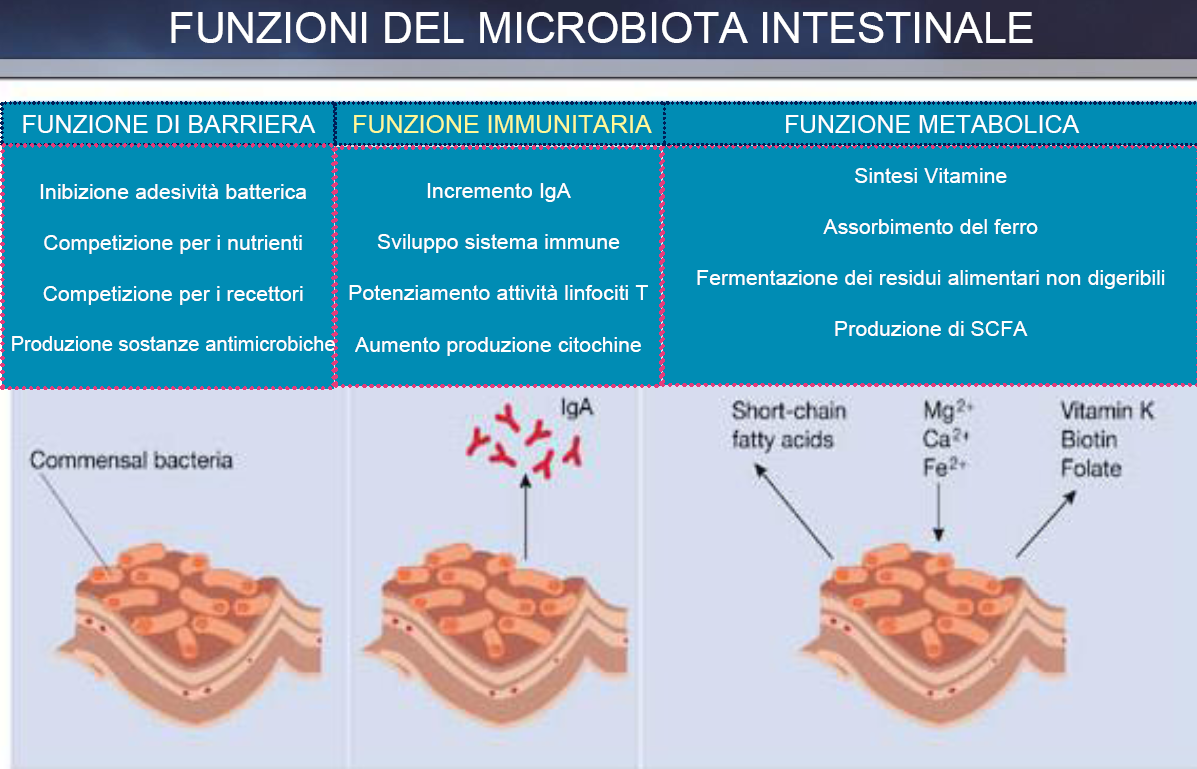 FUNZIONI DEL MICROBIOTA INTESTINALE
FUNZIONE DI BARRIERA
Inibizione adesività batterica
Competizione per i nutrienti
Competizione per i recettori
Produzione sostanze antimicrobiche
FUNZIONE IMMUNITARIA
Incremento IgA
Sviluppo sistema immune
Potenziamento attività linfociti T
Aumento produzione citochine
FUNZIONE METABOLICA
Sintesi Vitamine
Assorbimento del ferro
Fermentazione dei residui alimentari non digeribili
Produzione di SCFA
Commensal bacteria
IgA
Short-chain
fatty acids
Mg²⁺
Ca²⁺
Fe²⁺
Vitamin K
Biotin
Folate